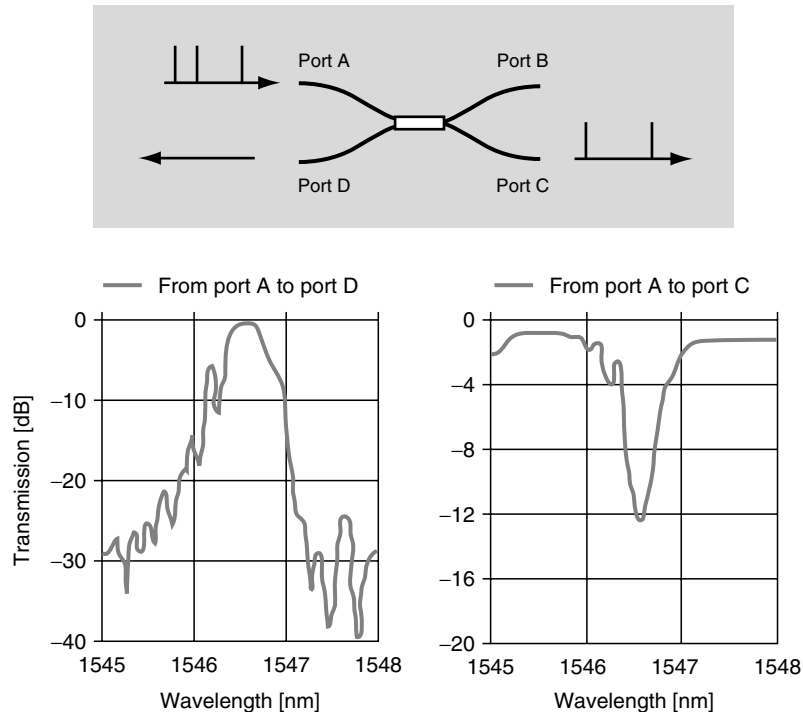 Port A
Port B
Port D
Port C
From port A to port D
From port A to port C
Transmission [dB]
0
−10
−20
−30
−40
1545 1546 1547 1548
Wavelength [nm]
0
−4
−8
−12
−16
−20
1545 1546 1547 1548
Wavelength [nm]